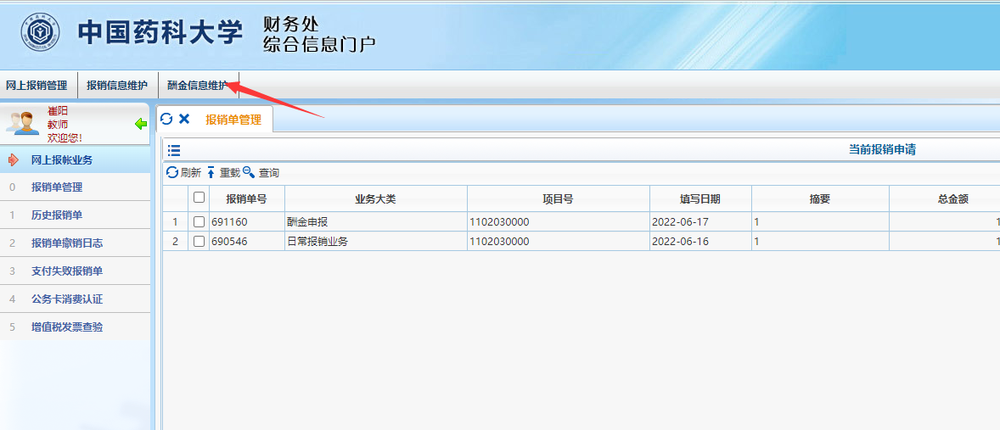 中国药科大学
财务处
综合信息门户
网上报销管理 报销信息维护 酬金信息维护
崔阳
教师
欢迎您!
网上报帐业务
0 报销单管理
1 历史报销单
2 报销单撤销日志
3 支付失败报销单
4 公务卡消费认证
5 增值税发票查验
报销单管理
当前报销申请
刷新 重载 查询
报销单号 业务大类 项目号 填写日期 摘要 总金额
1 691160 酬金申报 1102030000 2022-06-17 1 1
2 690546 日常报销业务 1102030000 2022-06-16 1 1